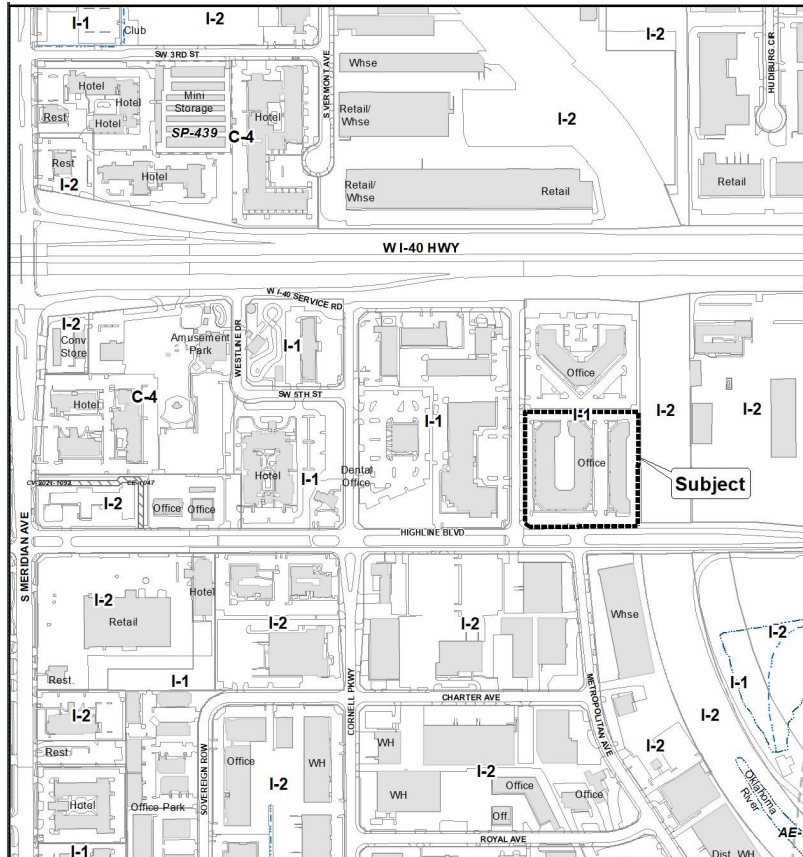 I-1
I-2
Club
SW 3RD ST
S VERMONT AVE
I-2
HUDIBURG CIR
Whse
Hotel
Hotel
Mini
Storage
SP-439
Rest
Hotel
Hotel
C-4
Retail/
Whse
I-2
Rest
I-2
Hotel
Retail/
Whse
Retail
Retail
W I-40 HWY
W I-40 SERVICE RD
I-2
Conv
Store
Amusement
Park
WESTLINE DR
I-1
Office
SW 5TH ST
C-4
Hotel
I-1
I-1
I-2
I-2
Hotel
I-1
Dental
Office
Office
Subject
CE-1047
I-2
Office
Office
HIGHLINE BLVD
S MERIDIAN AVE
I-2
Retail
Hotel
I-2
I-2
Whse
I-2
Rest.
I-1
I-1
CORNELL PKWY
CHARTER AVE
METROPOLITAN AVE
I-2
I-2
Rest
SOVEREIGN ROW
Office
WH
I-2
WH
I-2
WH
I-2
Office
Office
Off.
Hotel
Office Park
Oklahoma
River
ROYAL AVE
AE-
I-1
Dist. WH